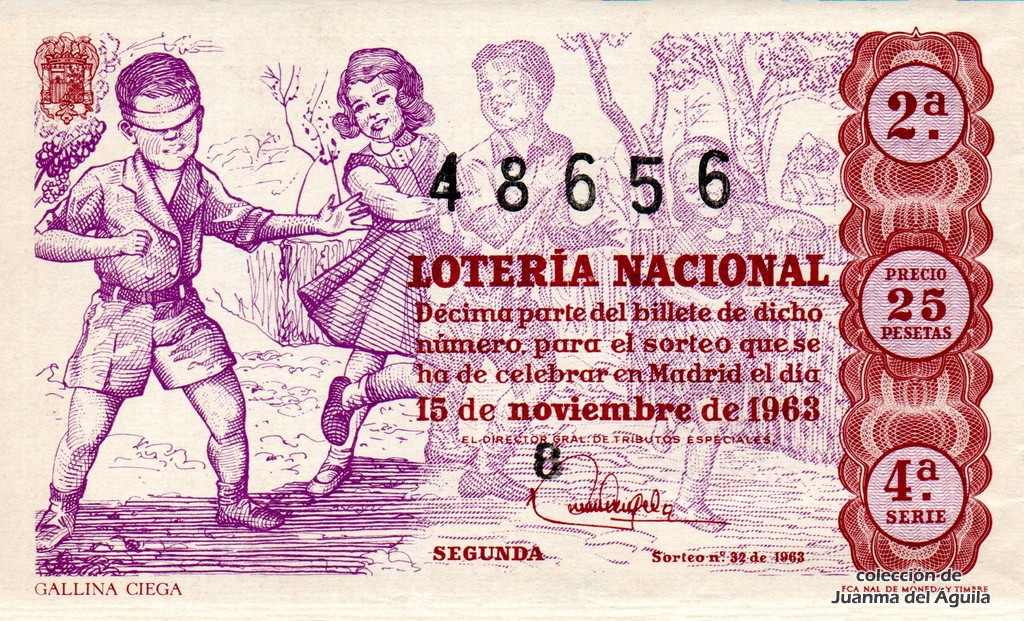 48656
LOTERÍA NACIONAL
Décima parte del billete de dicho
número, para el sorteo que se
ha de celebrar en Madrid el día
15 de noviembre de 1963
EL DIRECTOR GRAL. DE TRIBUTOS ESPECIALES,
8
SEGUNDA
Sorteo nº 32 de 1963
GALLINA CIEGA
2.ª
PRECIO
25
PESETAS
4.ª
SERIE
FCA NAL DE MONEDA Y TIMBRE
colección de
Juanma del Águila